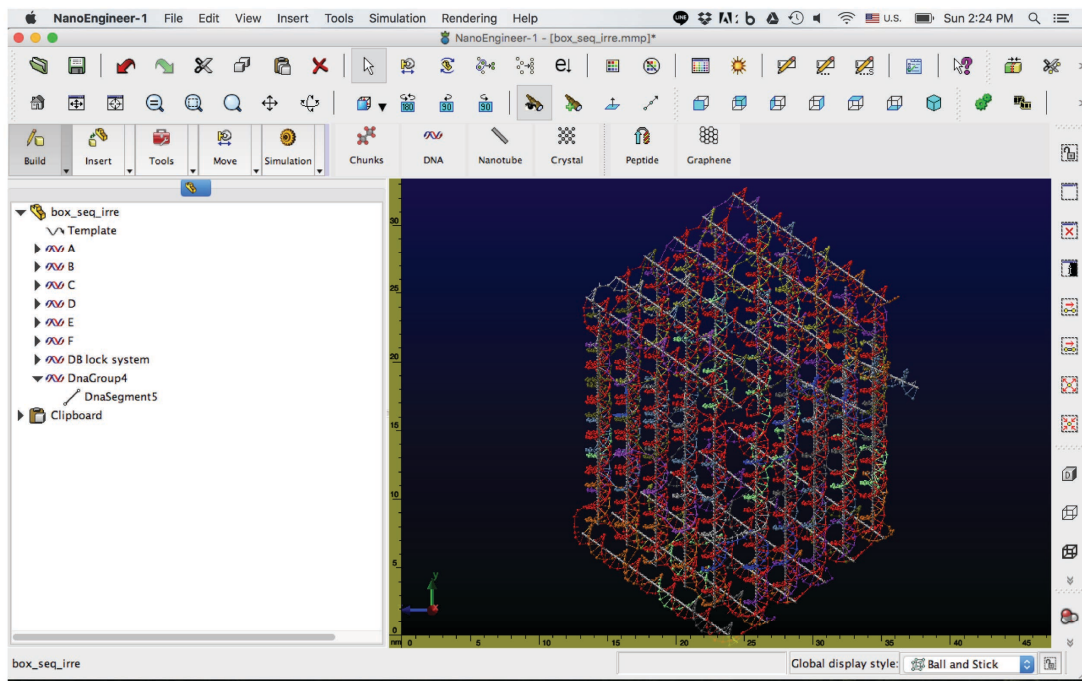 NanoEngineer-1 File Edit View Insert Tools Simulation Rendering Help U.S. Sun 2:24 PM
NanoEngineer-1 - [box_seq_irre.mmp]*
180 90 90
Build Insert Tools Move Simulation Chunks DNA Nanotube Crystal Peptide Graphene
box_seq_irre
Template
A
B
C
D
E
F
DB lock system
DnaGroup4
DnaSegment5
Clipboard
30
25
20
15
10
5
0
y
nm 0 5 10 15 20 25 30 35 40 45
box_seq_irre
Global display style: Ball and Stick